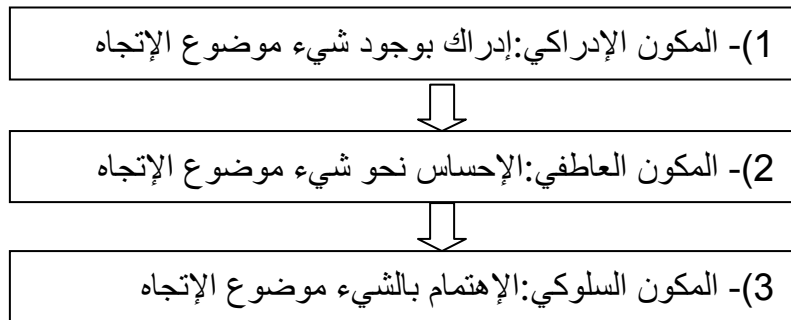 1)- المكون الإدراكي:إدراك بوجود شيء موضوع الإتجاه
2)- المكون العاطفي:الإحساس نحو شيء موضوع الإتجاه
3)- المكون السلوكي:الإهتمام بالشيء موضوع الإتجاه